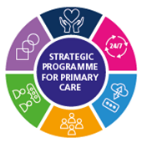 24/7
STRATEGIC
PROGRAMME
FOR PRIMARY
CARE